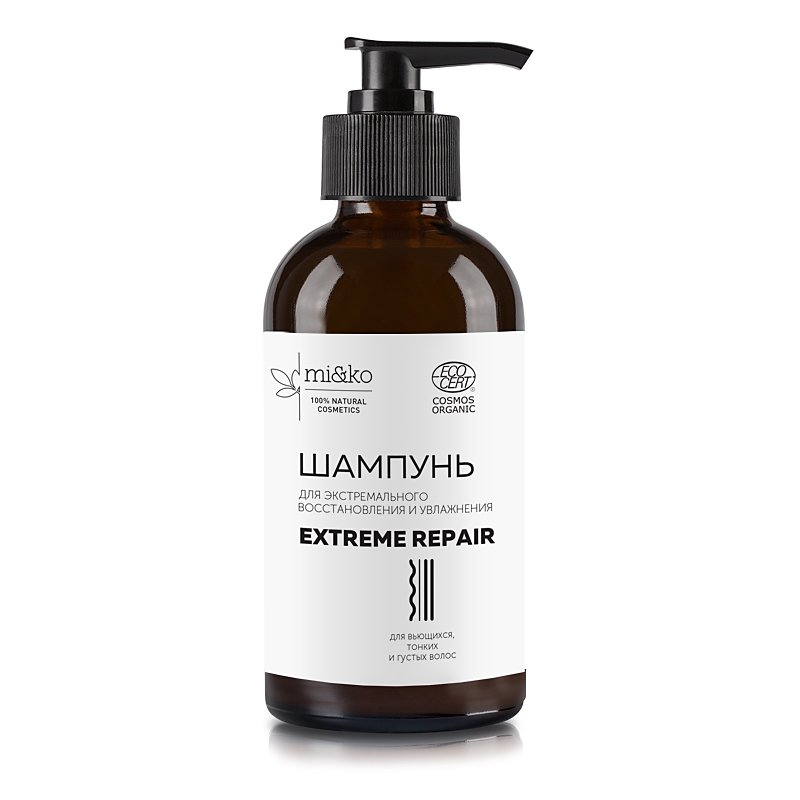 mi&ko
100% NATURAL
COSMETICS
ECO
CERT®
COSMOS
ORGANIC
ШАМПУНЬ
ДЛЯ ЭКСТРЕМАЛЬНОГО
ВОССТАНОВЛЕНИЯ И УВЛАЖНЕНИЯ
EXTREME REPAIR
ДЛЯ ВЬЮЩИХСЯ,
ТОНКИХ
И ГУСТЫХ ВОЛОС